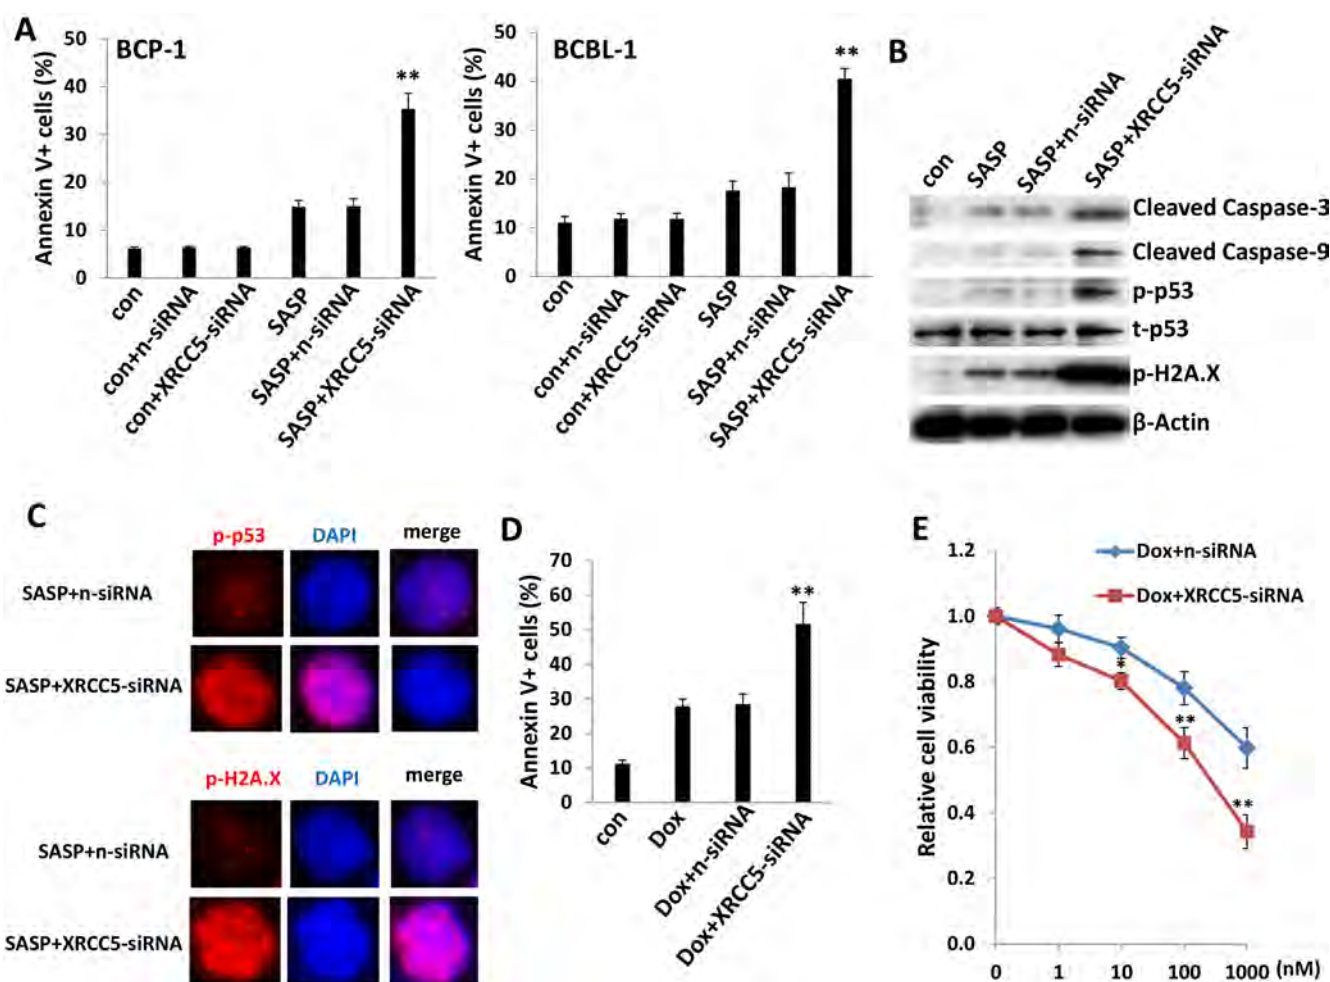 A
BCP-1
Annexin V+ cells (%)
50
40
30
20
10
0
**
con
con+n-siRNA
con+XRCC5-siRNA
SASP
SASP+n-siRNA
SASP+XRCC5-siRNA
BCBL-1
Annexin V+ cells (%)
50
40
30
20
10
0
**
con
con+n-siRNA
con+XRCC5-siRNA
SASP
SASP+n-siRNA
SASP+XRCC5-siRNA
B
con
SASP
SASP+n-siRNA
SASP+XRCC5-siRNA
Cleaved Caspase-3
Cleaved Caspase-9
p-p53
t-p53
p-H2A.X
β-Actin
C
p-p53 DAPI merge
SASP+n-siRNA
SASP+XRCC5-siRNA
p-H2A.X DAPI merge
SASP+n-siRNA
SASP+XRCC5-siRNA
D
Annexin V+ cells (%)
70
60
50
40
30
20
10
0
**
con
Dox
Dox+n-siRNA
Dox+XRCC5-siRNA
E
Relative cell viability
1.2
1.0
0.8
0.6
0.4
0.2
0.0
Dox+n-siRNA
Dox+XRCC5-siRNA
*
**
**
0 1 10 100 1000 (nM)